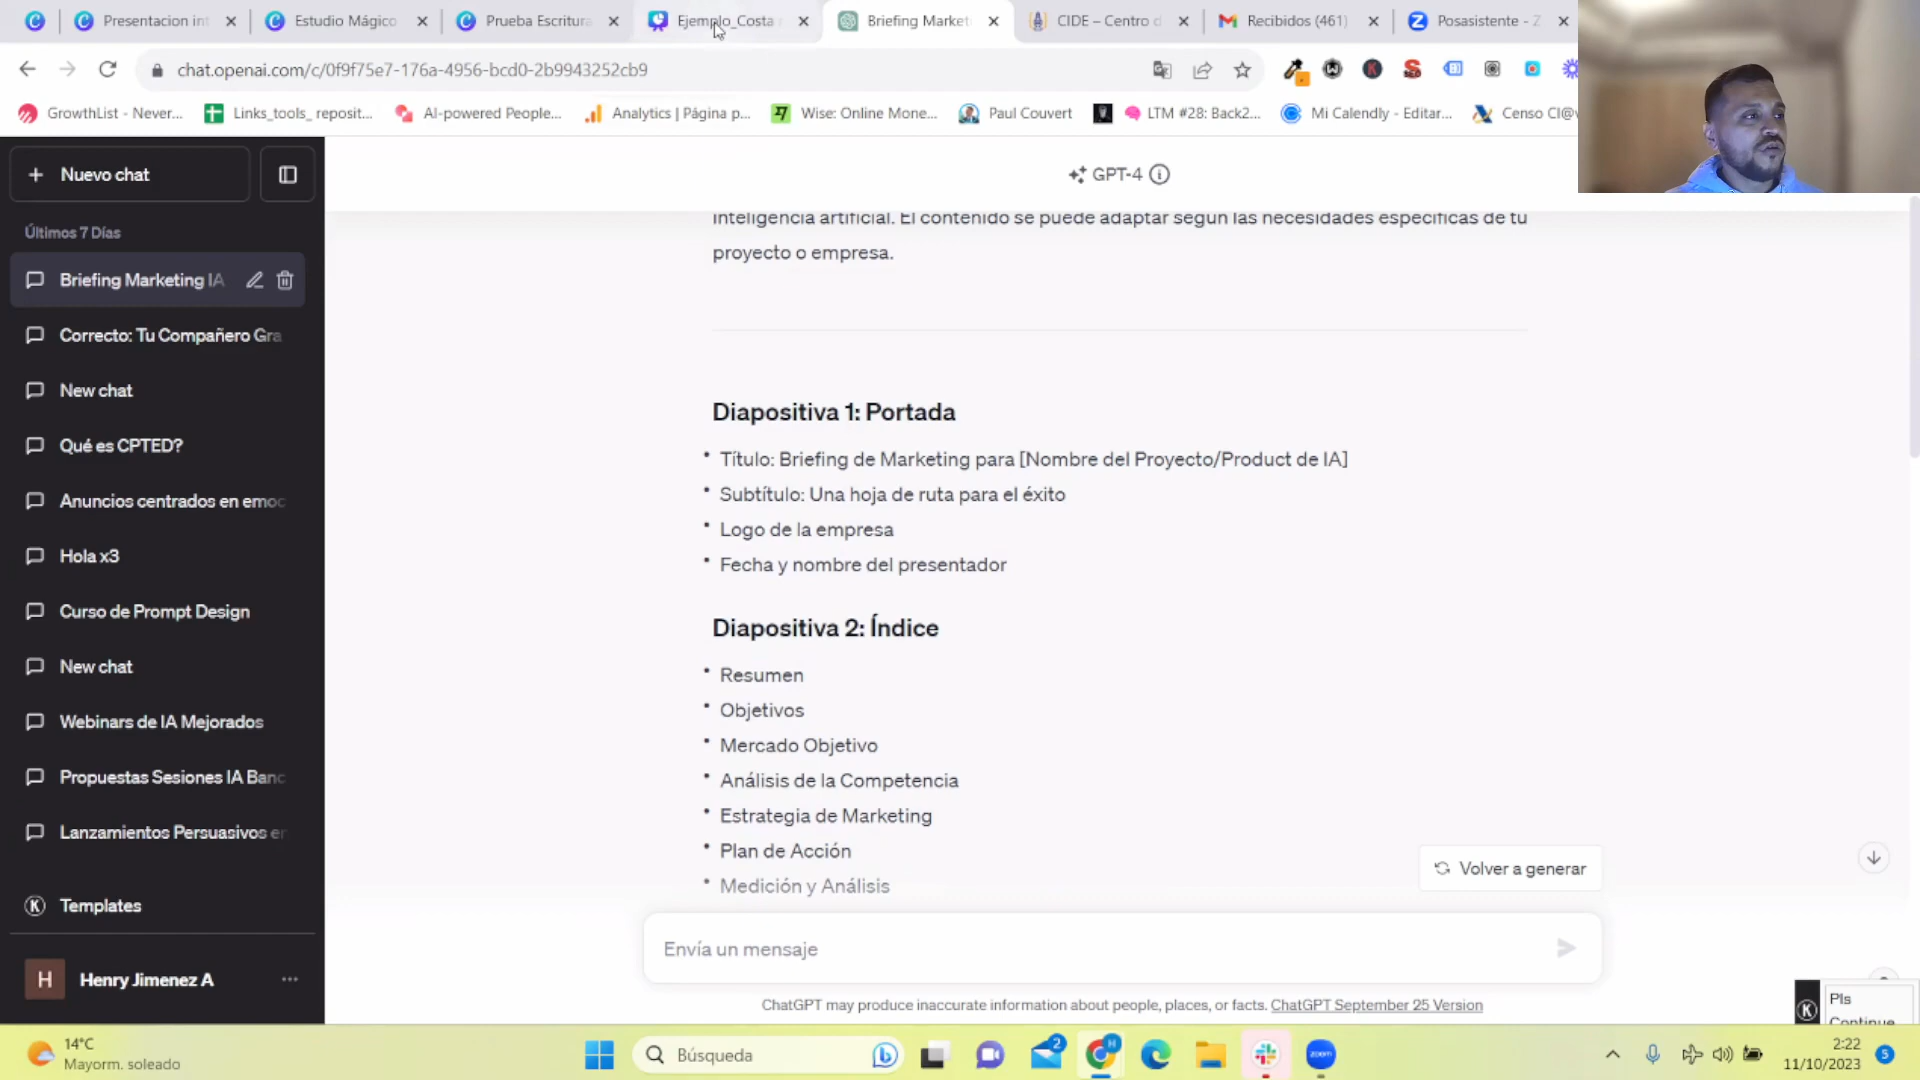 Presentacion int
Estudio Mágico
Prueba Escritura
Ejemplo_Costa
Briefing Market
CIDE – Centro d
Recibidos (461)
Posasistente - Z
chat.openai.com/c/0f9f75e7-176a-4956-bcd0-2b9943252cb9
GrowthList - Never...
Links_tools_ reposit...
AI-powered People...
Analytics | Página p...
Wise: Online Mone...
Paul Couvert
LTM #28: Back2...
Mi Calendly - Editar...
Censo CI@
Nuevo chat
GPT-4
Últimos 7 Días
Briefing Marketing IA
Correcto: Tu Compañero Gra
New chat
Qué es CPTED?
Anuncios centrados en emoc
Hola x3
Curso de Prompt Design
New chat
Webinars de IA Mejorados
Propuestas Sesiones IA Banc
Lanzamientos Persuasivos en
Templates
H
Henry Jimenez A
inteligencia artificial. El contenido se puede adaptar según las necesidades específicas de tu
proyecto o empresa.
Diapositiva 1: Portada
• Título: Briefing de Marketing para [Nombre del Proyecto/Product de IA]
• Subtítulo: Una hoja de ruta para el éxito
• Logo de la empresa
• Fecha y nombre del presentador
Diapositiva 2: Índice
• Resumen
• Objetivos
• Mercado Objetivo
• Análisis de la Competencia
• Estrategia de Marketing
• Plan de Acción
• Medición y Análisis
Volver a generar
Envía un mensaje
ChatGPT may produce inaccurate information about people, places, or facts. ChatGPT September 25 Version
Pls
Continue
14°C
Mayorm. soleado
Búsqueda
2
zoom
2:22
11/10/2023
5